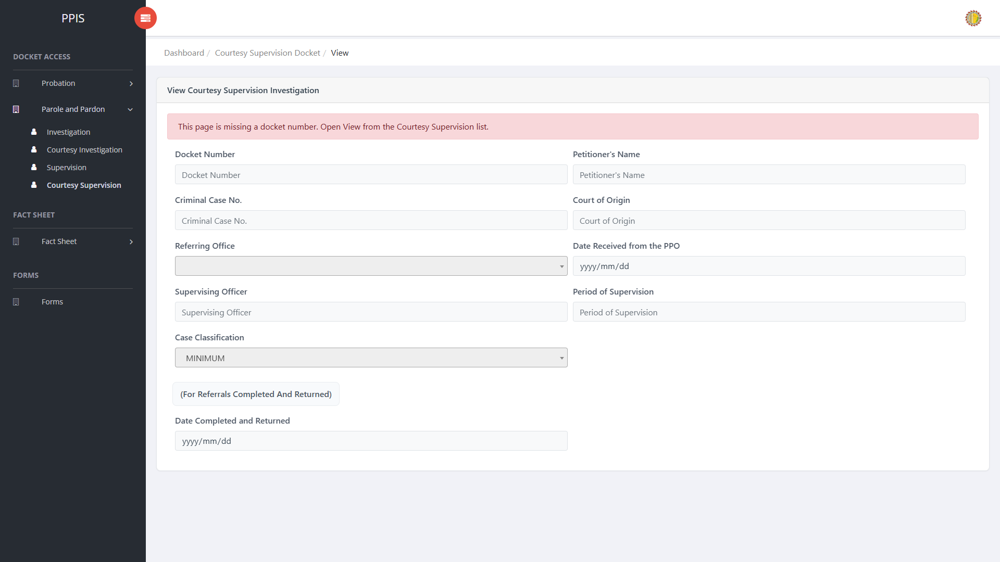 PPIS
DOCKET ACCESS
Probation
Parole and Pardon
Investigation
Courtesy Investigation
Supervision
Courtesy Supervision
FACT SHEET
Fact Sheet
FORMS
Forms
Dashboard / Courtesy Supervision Docket / View
View Courtesy Supervision Investigation
This page is missing a docket number. Open View from the Courtesy Supervision list.
Docket Number
Docket Number
Petitioner's Name
Petitioner's Name
Criminal Case No.
Criminal Case No.
Court of Origin
Court of Origin
Referring Office
Date Received from the PPO
yyyy/mm/dd
Supervising Officer
Supervising Officer
Period of Supervision
Period of Supervision
Case Classification
MINIMUM
(For Referrals Completed And Returned)
Date Completed and Returned
yyyy/mm/dd